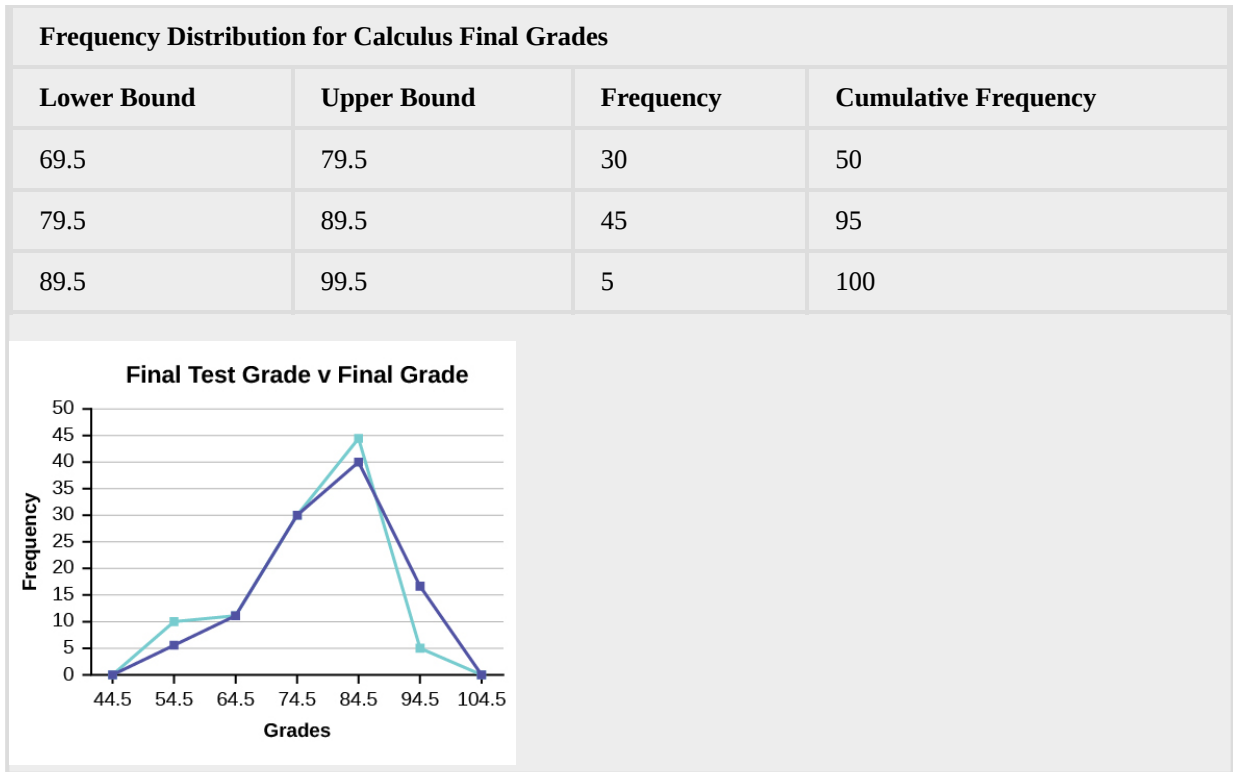 Frequency Distribution for Calculus Final Grades
Lower Bound Upper Bound Frequency Cumulative Frequency
69.5 79.5 30 50
79.5 89.5 45 95
89.5 99.5 5 100
Final Test Grade v Final Grade
50
45
40
35
30
25
20
15
10
5
0
Frequency
44.5 54.5 64.5 74.5 84.5 94.5 104.5
Grades